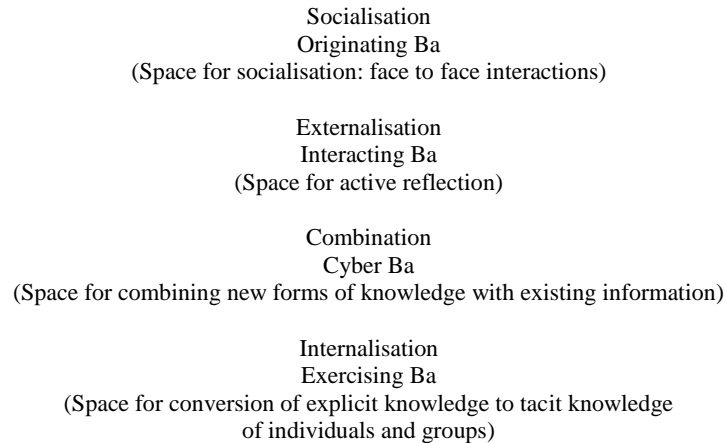 Socialisation
Originating Ba
(Space for socialisation: face to face interactions)
Externalisation
Interacting Ba
(Space for active reflection)
Combination
Cyber Ba
(Space for combining new forms of knowledge with existing information)
Internalisation
Exercising Ba
(Space for conversion of explicit knowledge to tacit knowledge
of individuals and groups)